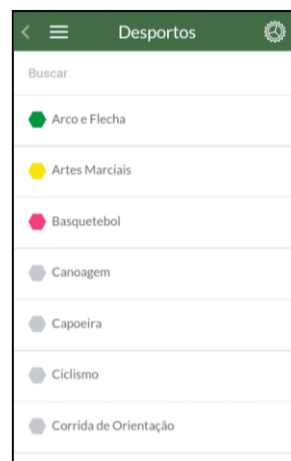 Desportos
Buscar
Arco e Flecha
Artes Marciais
Basquetebol
Canoagem
Capoeira
Ciclismo
Corrida de Orientação